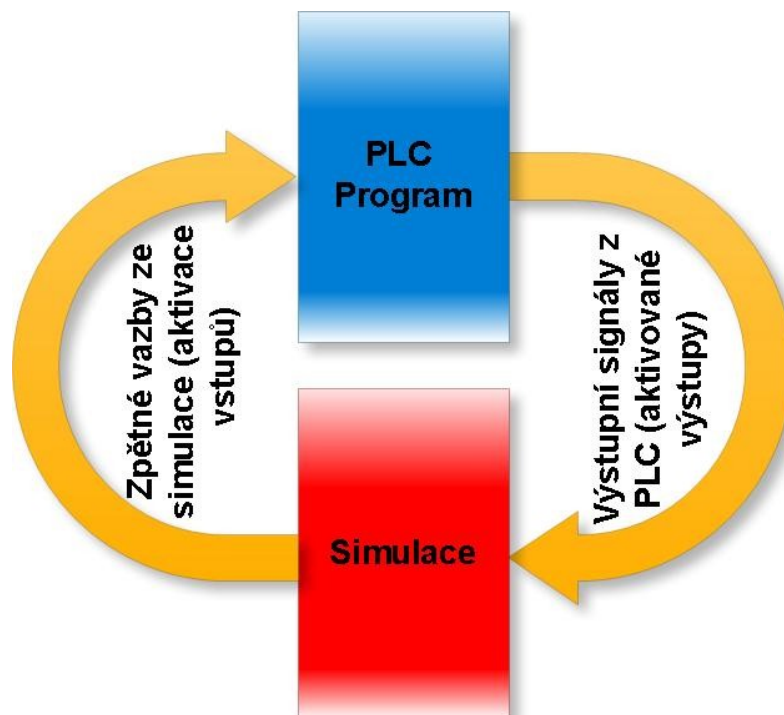 PLC
Program
Zpětné vazby ze
simulace (aktivace
vstupů)
Výstupní signály z
PLC (aktivované
výstupy)
Simulace